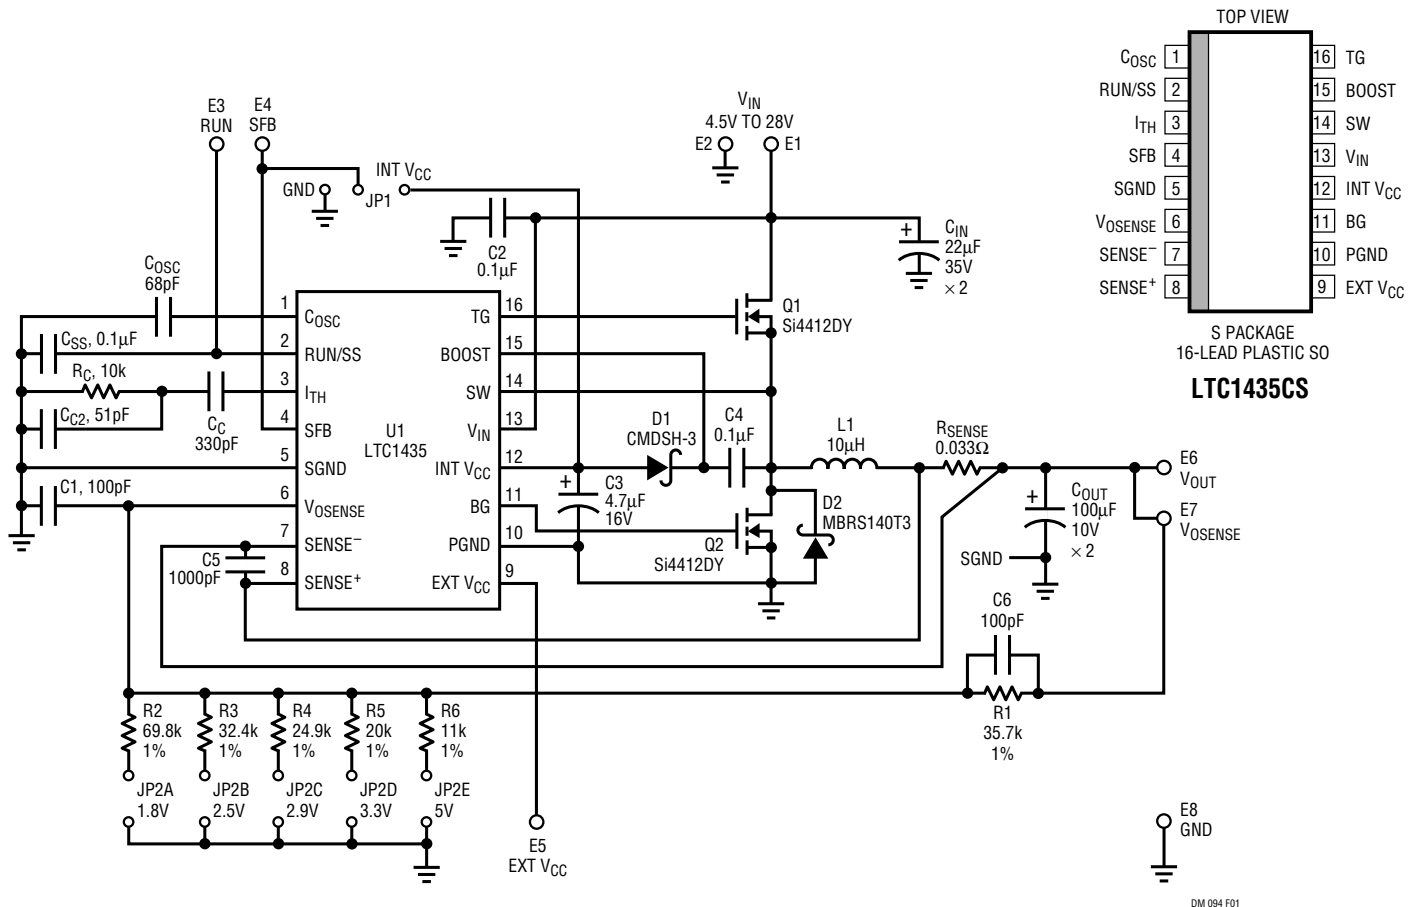 TOP VIEW
COSC 1
RUN/SS 2
ITH 3
SFB 4
SGND 5
VOSENSE 6
SENSE– 7
SENSE+ 8
16 TG
15 BOOST
14 SW
13 VIN
12 INT VCC
11 BG
10 PGND
9 EXT VCC
S PACKAGE
16-LEAD PLASTIC SO
LTC1435CS
E3
RUN
E4
SFB
GND
JP1
INT VCC
VIN
4.5V TO 28V
E2
E1
C2
0.1µF
+
CIN
22µF
35V
× 2
COSC
68pF
CSS, 0.1µF
RC, 10k
CC2, 51pF
CC
330pF
C1, 100pF
C5
1000pF
1
2
3
4
5
6
7
8
COSC
RUN/SS
ITH
SFB
SGND
VOSENSE
SENSE–
SENSE+
U1
LTC1435
TG
BOOST
SW
VIN
INT VCC
BG
PGND
EXT VCC
16
15
14
13
12
11
10
9
Q1
Si4412DY
D1
CMDSH-3
C4
0.1µF
L1
10µH
RSENSE
0.033Ω
+
C3
4.7µF
16V
Q2
Si4412DY
D2
MBRS140T3
+
COUT
100µF
10V
× 2
SGND
E6
VOUT
E7
VOSENSE
C6
100pF
R1
35.7k
1%
R2
69.8k
1%
R3
32.4k
1%
R4
24.9k
1%
R5
20k
1%
R6
11k
1%
JP2A
1.8V
JP2B
2.5V
JP2C
2.9V
JP2D
3.3V
JP2E
5V
E5
EXT VCC
E8
GND
DM 094 F01